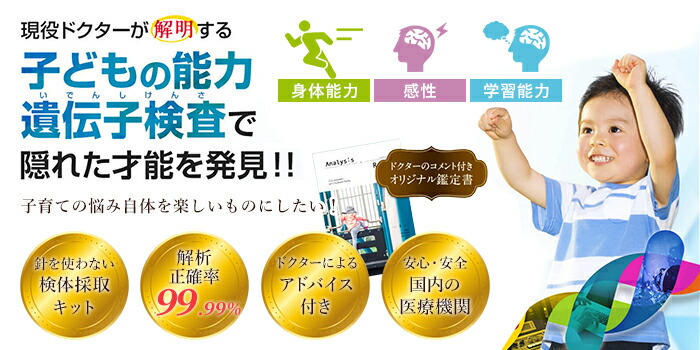 現役ドクターが解明する
子どもの能力
いでんしけんさ
遺伝子検査で
隠れた才能を発見!!
子育ての悩み自体を楽しいものにしたい!
身体能力
感性
学習能力
Analysis
ドクターのコメント付き
オリジナル鑑定書
針を使わない
検体採取
キット
解析
正確率
99.99%
ドクターによる
アドバイス
付き
安心・安全
国内の
医療機関